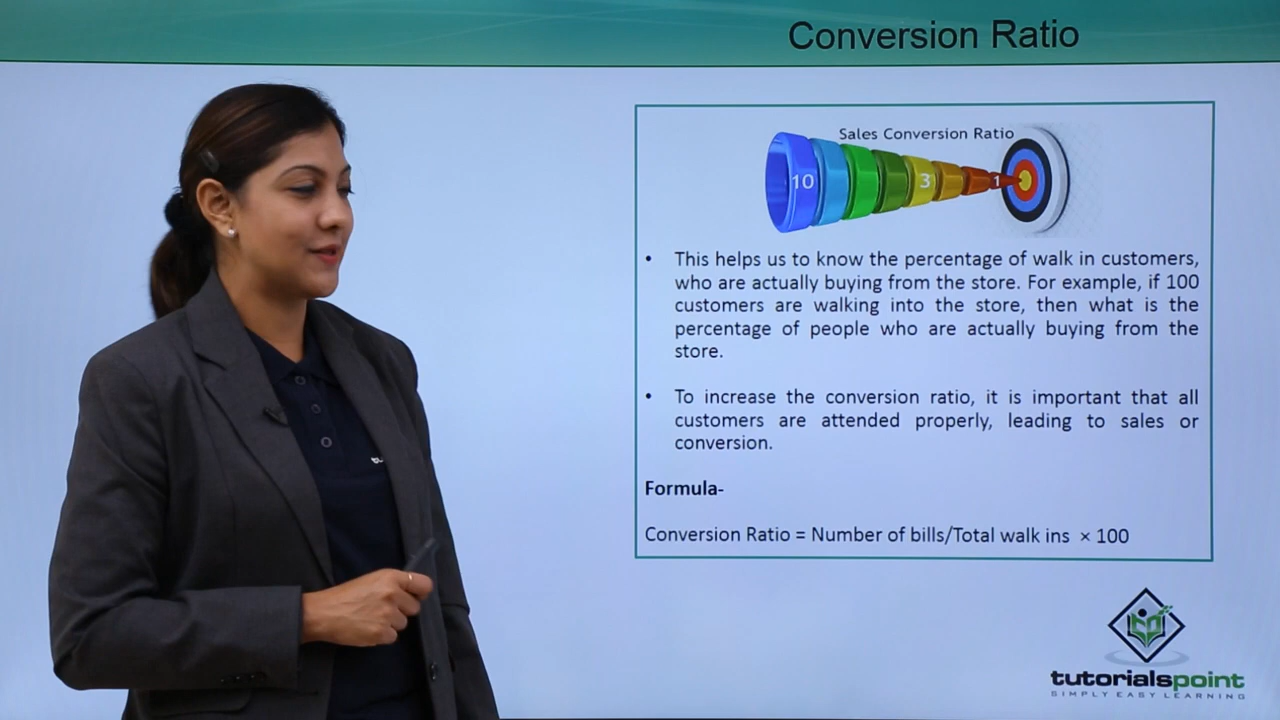 Conversion Ratio
Sales Conversion Ratio
10
3
1
• This helps us to know the percentage of walk in customers,
who are actually buying from the store. For example, if 100
customers are walking into the store, then what is the
percentage of people who are actually buying from the
store.
• To increase the conversion ratio, it is important that all
customers are attended properly, leading to sales or
conversion.
Formula-
Conversion Ratio = Number of bills/Total walk ins × 100
tutorialspoint
SIMPLY EASY LEARNING